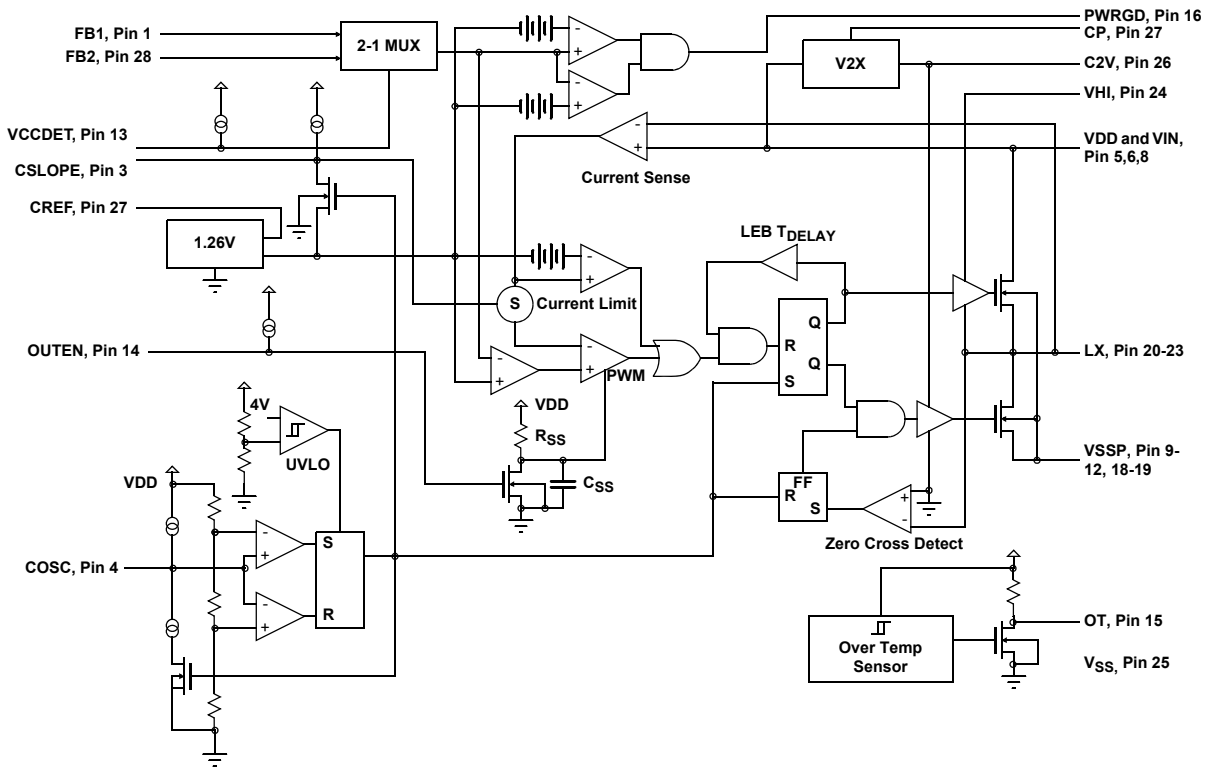 FB1, Pin 1
FB2, Pin 28
2-1 MUX
VCCDET, Pin 13
CSLOPE, Pin 3
CREF, Pin 27
1.26V
OUTEN, Pin 14
4V
UVLO
VDD
COSC, Pin 4
S
R
-
+
-
+
-
+
-
+
-
+
Current Sense
-
+
S
Current Limit
-
+
-
+
PWM
VDD
RSS
CSS
LEB TDELAY
Q
R
Q
S
FF
R
S
+
-
Zero Cross Detect
Over Temp
Sensor
V2X
PWRGD, Pin 16
CP, Pin 27
C2V, Pin 26
VHI, Pin 24
VDD and VIN,
Pin 5,6,8
LX, Pin 20-23
VSSP, Pin 9-
12, 18-19
OT, Pin 15
VSS, Pin 25